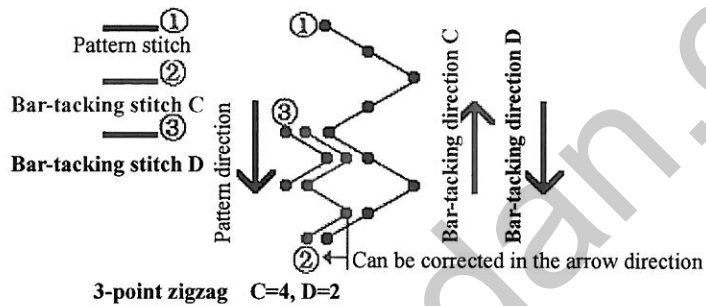 ①
Pattern stitch
②
Bar-tacking stitch C
③
Bar-tacking stitch D
Pattern direction
①
③
②
Bar-tacking direction C
Bar-tacking direction D
Can be corrected in the arrow direction
3-point zigzag C=4, D=2